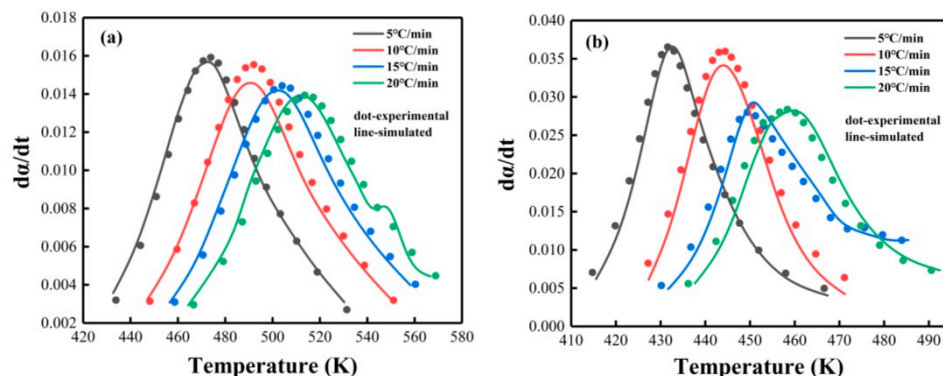 (a)
5°C/min
10°C/min
15°C/min
20°C/min
dot-experimental
line-simulated
0.018
0.016
0.014
0.012
0.010
0.008
0.006
0.004
0.002
dα/dt
420 440 460 480 500 520 540 560 580
Temperature (K)
(b)
5°C/min
10°C/min
15°C/min
20°C/min
dot-experimental
line-simulated
0.040
0.035
0.030
0.025
0.020
0.015
0.010
0.005
0.000
dα/dt
410 420 430 440 450 460 470 480 490
Temperature (K)